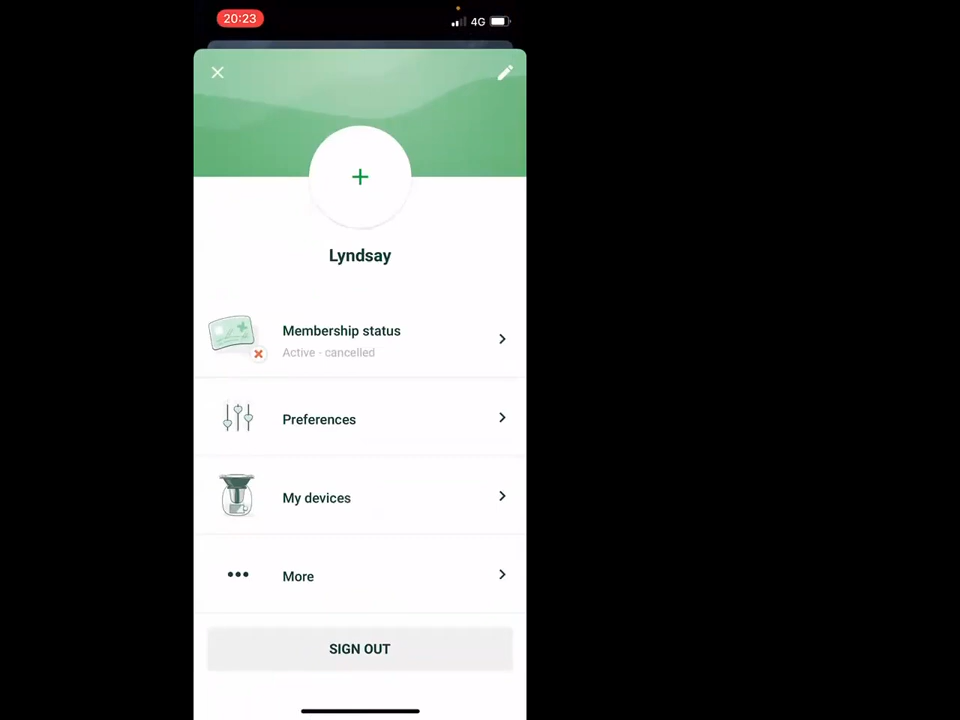 20:23
4G
Lyndsay
Membership status
Active · cancelled
Preferences
My devices
More
SIGN OUT